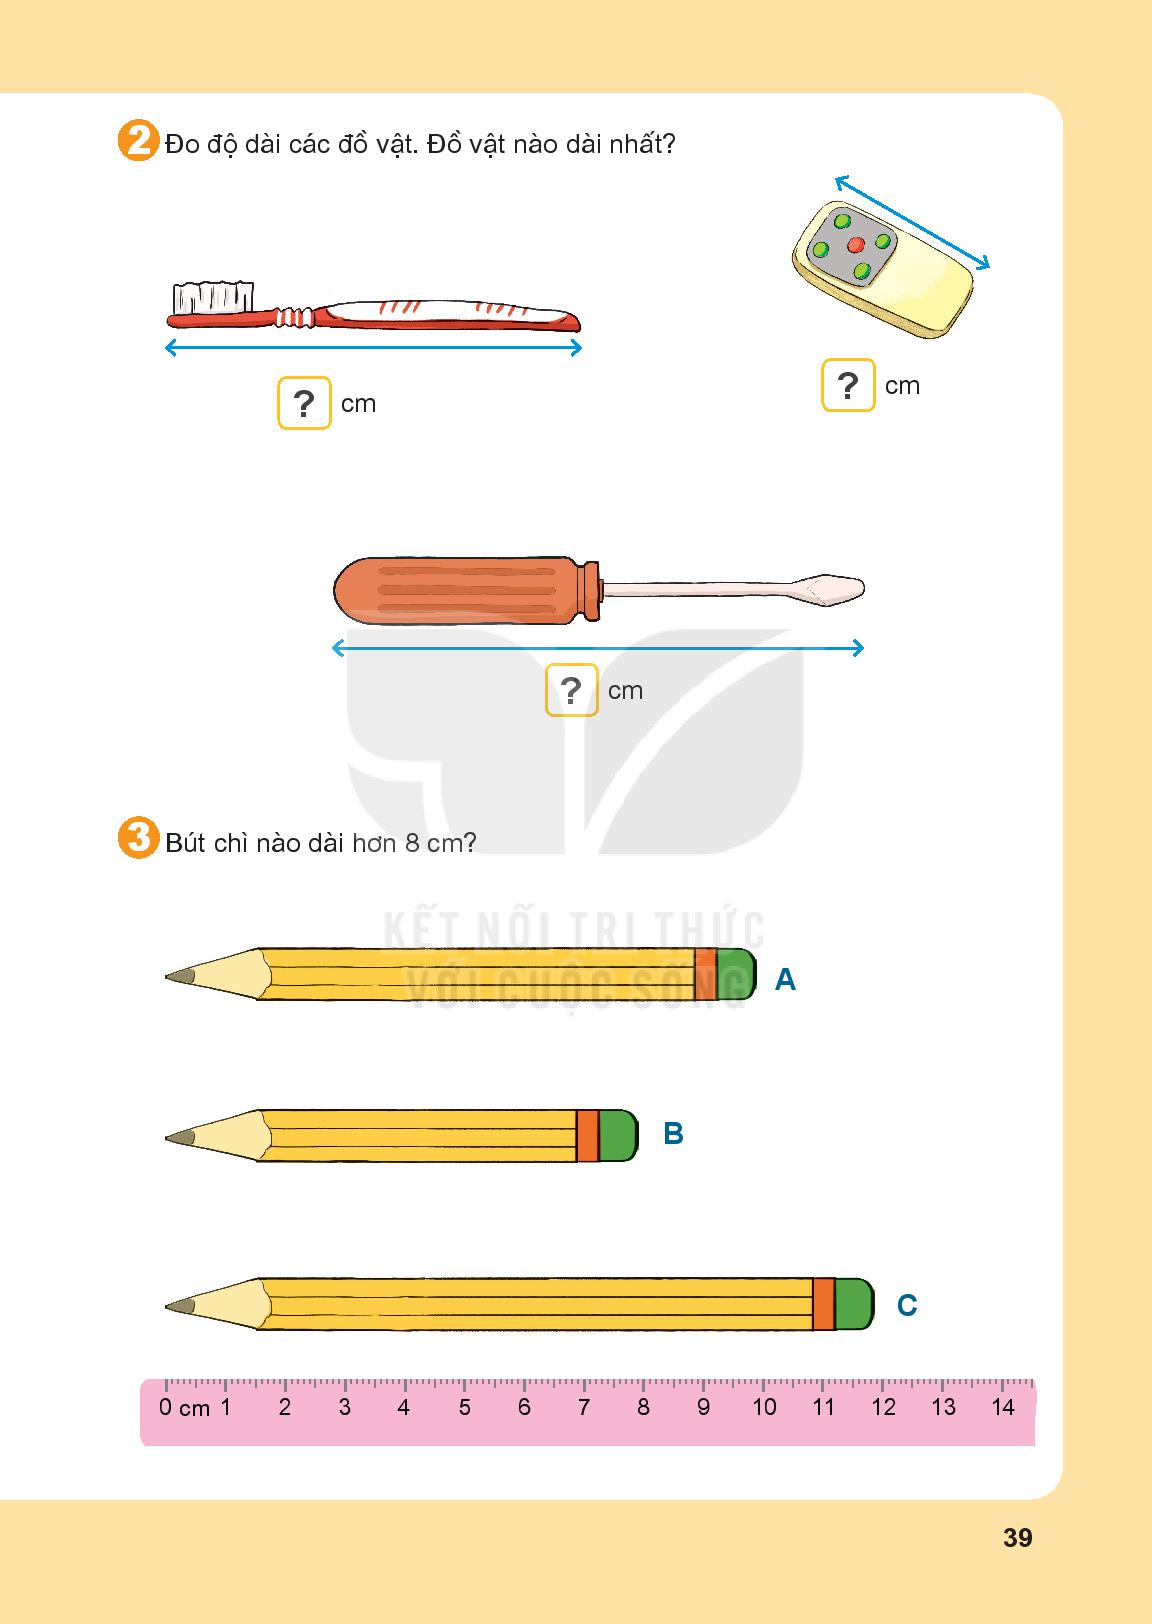 2 Đo độ dài các đồ vật. Đồ vật nào dài nhất?
? cm
? cm
? cm
3 Bút chì nào dài hơn 8 cm?
KẾT NỐI TRI THỨC
VỚI CUỘC SỐNG
A
B
C
0 cm 1 2 3 4 5 6 7 8 9 10 11 12 13 14
39